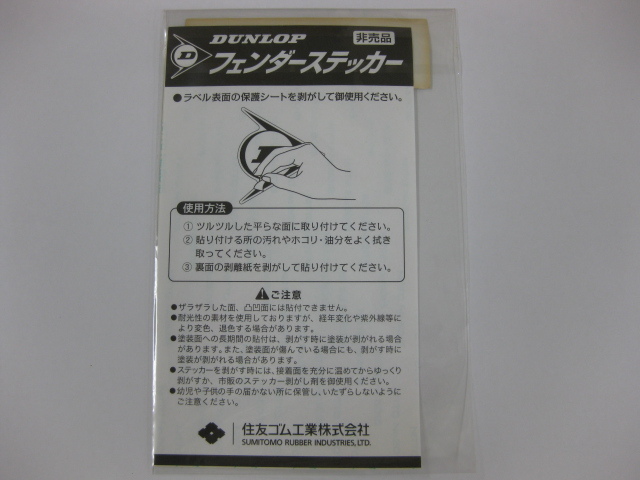 DUNLOP 非売品
D フェンダーステッカー
●ラベル表面の保護シートを剥がして御使用ください。
使用方法
① ツルツルした平らな面に取り付けてください。
② 貼り付ける所の汚れやホコリ・油分をよく拭き
取ってください。
③ 裏面の剥離紙を剥がして貼り付けてください。
⚠ご注意
●ザラザラした面、凸凹面には貼付できません。
●耐光性の素材を使用しておりますが、経年変化や紫外線等に
より変色、退色する場合があります。
●塗装面への長期間の貼付は、剥がす時に塗装が剥がれる場合
があります。また、塗装面が傷んでいる場合にも、剥がす時に
塗装が剥がれる場合があります。
●ステッカーを剥がす時には、接着面を充分に温めてからゆっくり
剥がすか、市販のステッカー剥がし剤を御使用ください。
●幼児や子供の手の届かない所に保管し、いたずらしないように
ご注意ください。
住友ゴム工業株式会社
SUMITOMO RUBBER INDUSTRIES, LTD.